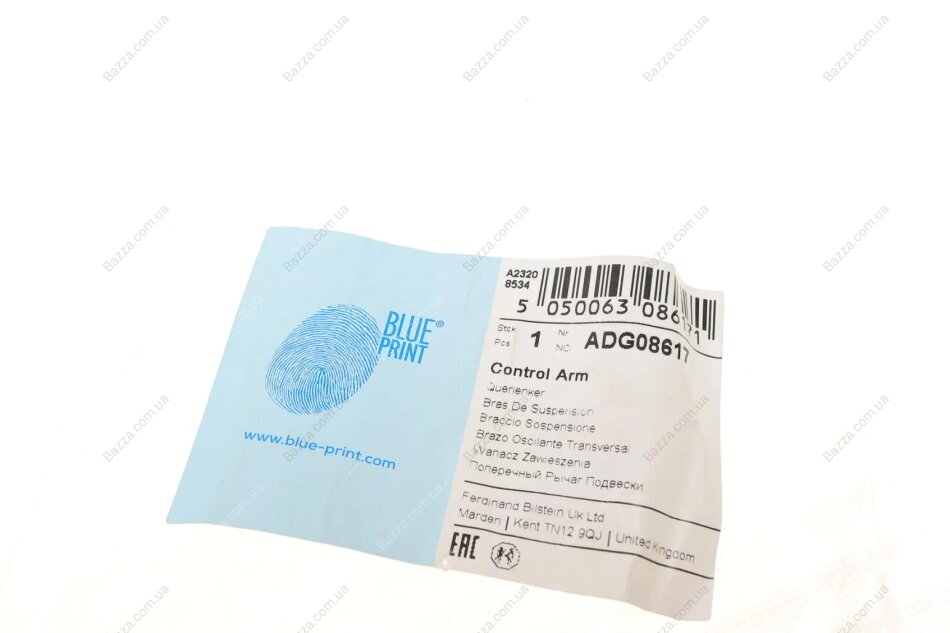 BLUE®
PRINT
www.blue-print.com
A2320
8534
5 050063 086171
Stck
Pcs
1
Nr
NO
ADG08617
Control Arm
Querlenker
Bras De Suspension
Braccio Sospensione
Brazo Oscilante Transversal
Wahacz Zawieszenia
Поперечный Рычаг Подвески
Ferdinand Bilstein Uk Ltd
Marden | Kent TN12 9QJ | United Kingdom
EAC
Bazza.com.ua